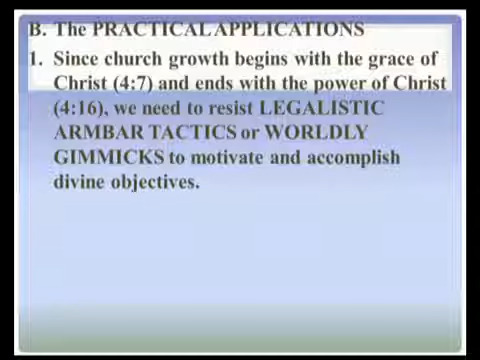 B. The PRACTICAL APPLICATIONS
1. Since church growth begins with the grace of
Christ (4:7) and ends with the power of Christ
(4:16), we need to resist LEGALISTIC
ARMBAR TACTICS or WORLDLY
GIMMICKS to motivate and accomplish
divine objectives.